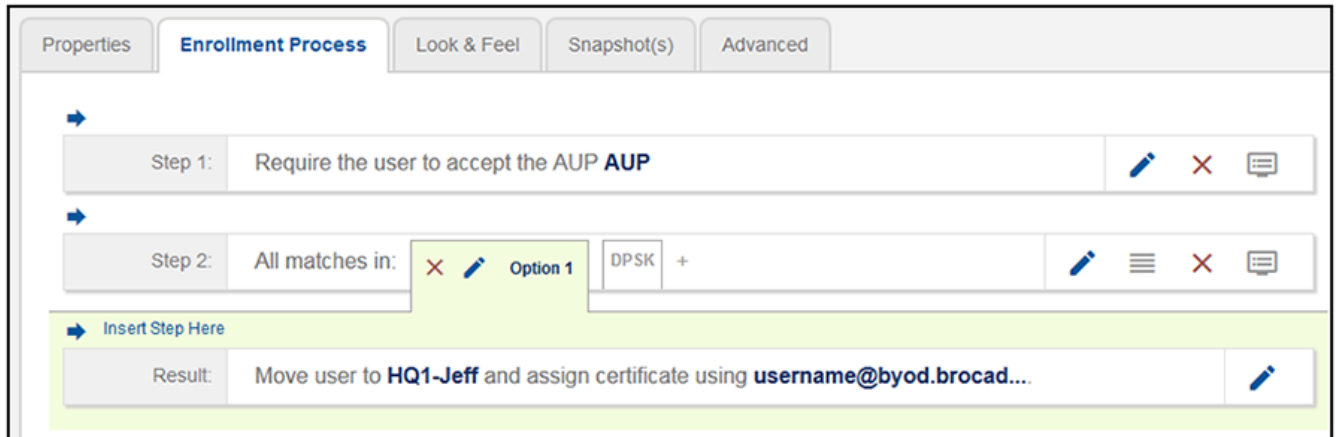 Properties Enrollment Process Look & Feel Snapshot(s) Advanced
Step 1: Require the user to accept the AUP AUP
Step 2: All matches in: Option 1 DPSK +
Insert Step Here
Result: Move user to HQ1-Jeff and assign certificate using username@byod.brocad....